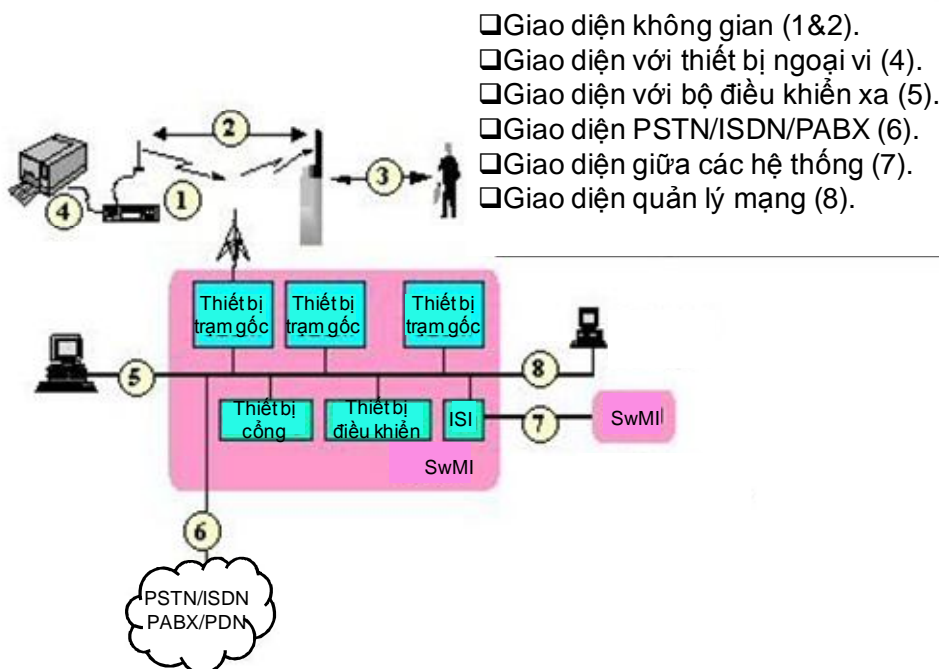 ❑Giao diện không gian (1&2).
❑Giao diện với thiết bị ngoại vi (4).
❑Giao diện với bộ điều khiển xa (5).
❑Giao diện PSTN/ISDN/PABX (6).
❑Giao diện giữa các hệ thống (7).
❑Giao diện quản lý mạng (8).
2
3
1
4
Thiết bị
trạm gốc
Thiết bị
trạm gốc
Thiết bị
trạm gốc
5
8
Thiết bị
cổng
Thiết bị
điều khiển
ISI
7
SwMI
SwMI
6
PSTN/ISDN
PABX/PDN